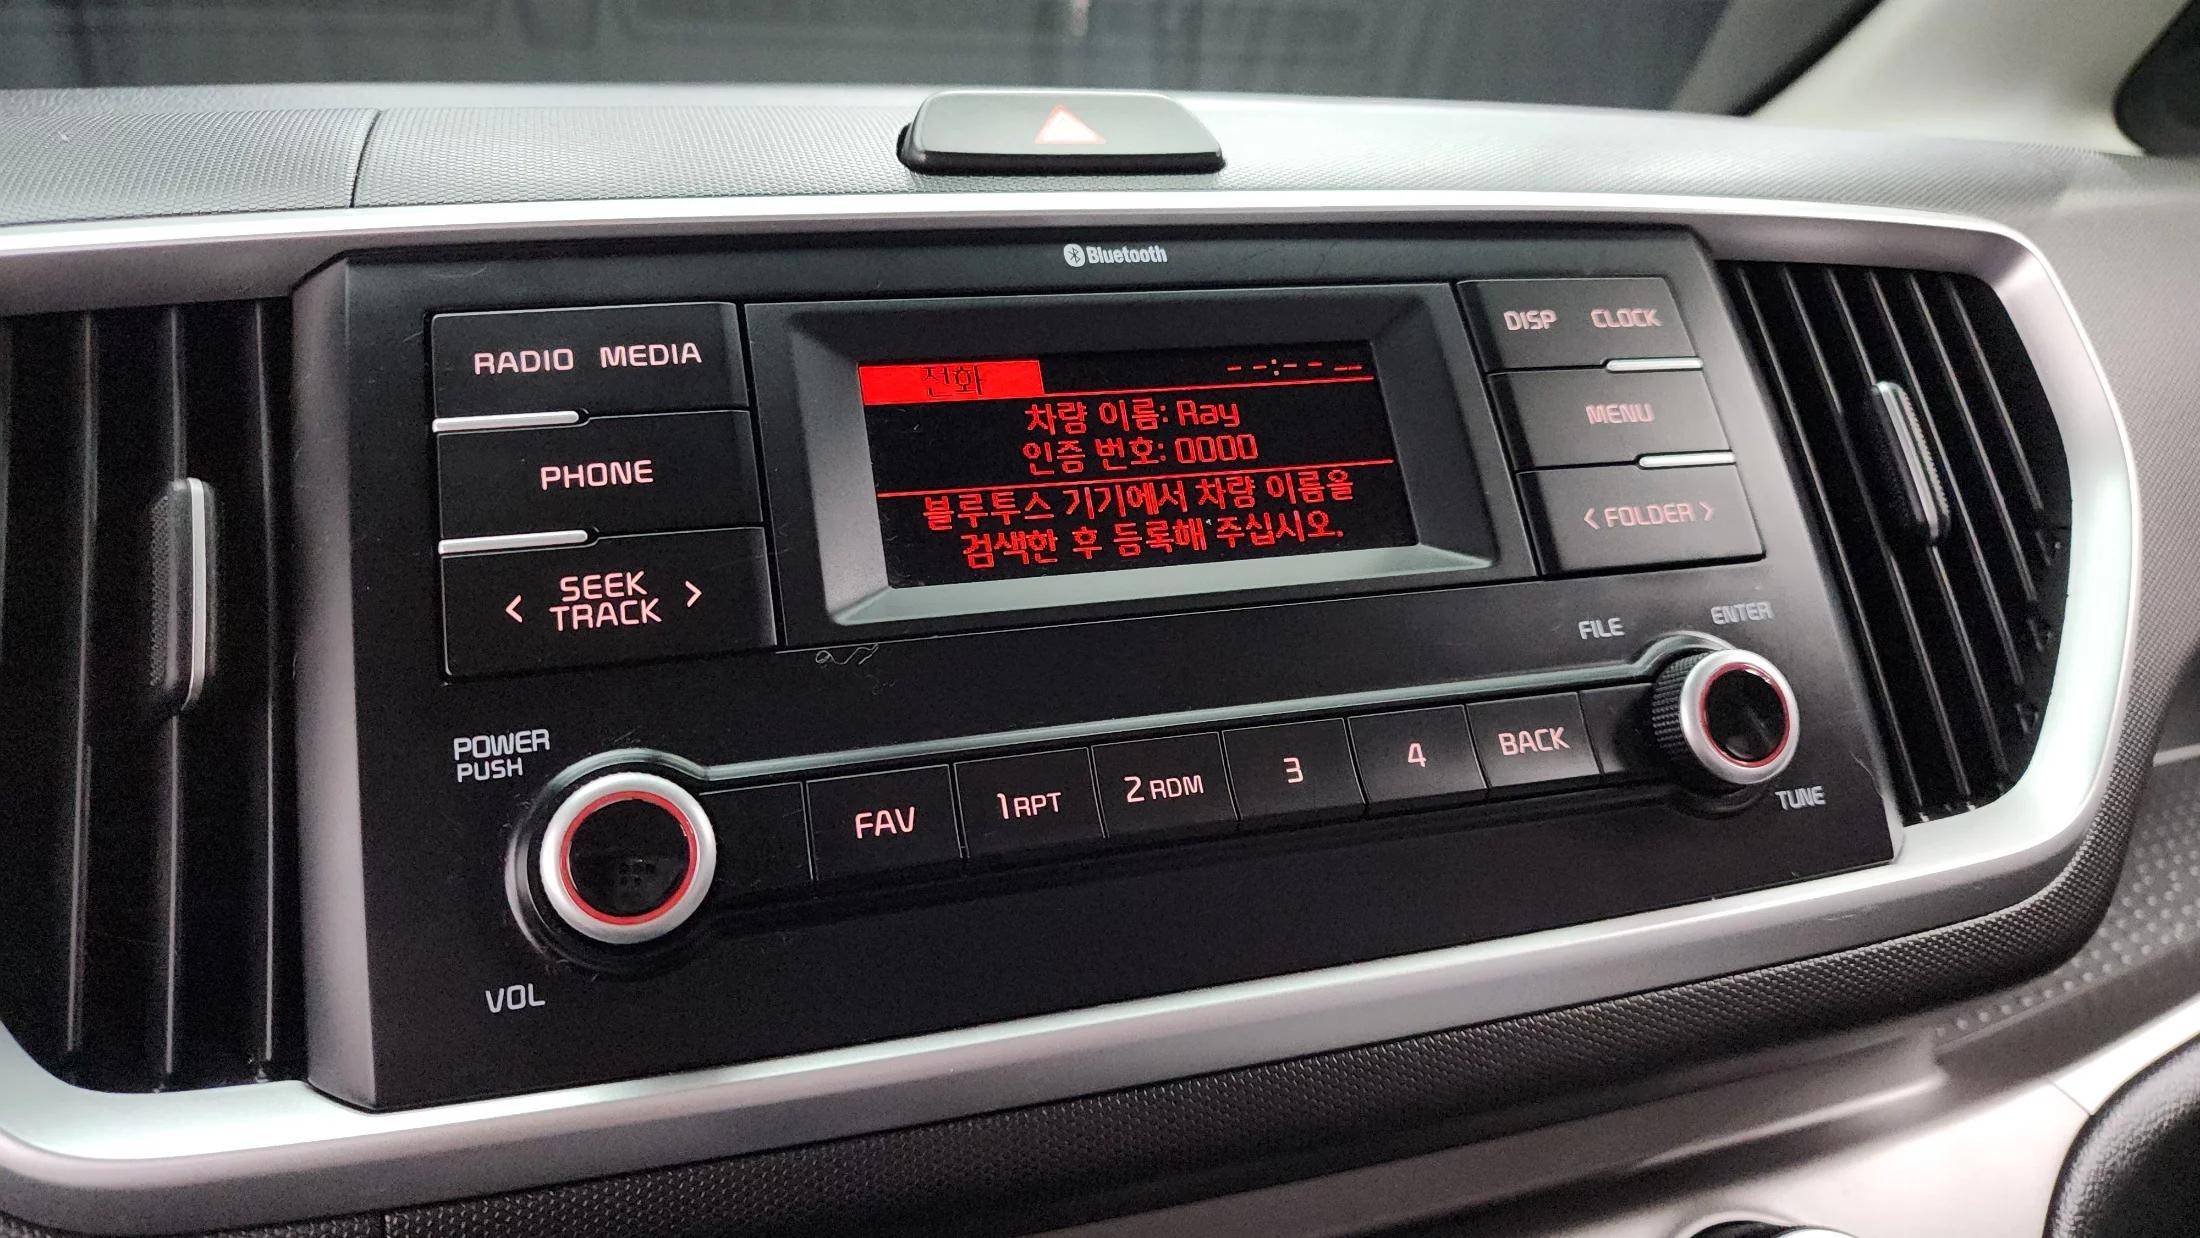 Bluetooth
RADIO MEDIA
PHONE
< SEEK TRACK >
전화 --:-- --
차량 이름: Ray
인증 번호: 0000
블루투스 기기에서 차량 이름을
검색한 후 등록해 주십시오.
DISP CLOCK
MENU
< FOLDER >
FILE
ENTER
TUNE
POWER
PUSH
VOL
FAV
1 RPT
2 RDM
3
4
BACK